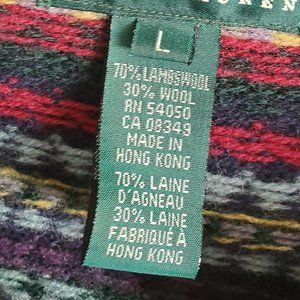 UREN
L
70% LAMBSWOOL
30% WOOL
RN 54050
CA 08349
MADE IN
HONG KONG
70% LAINE
D'AGNEAU
30% LAINE
FABRIQUÉ À
HONG KONG